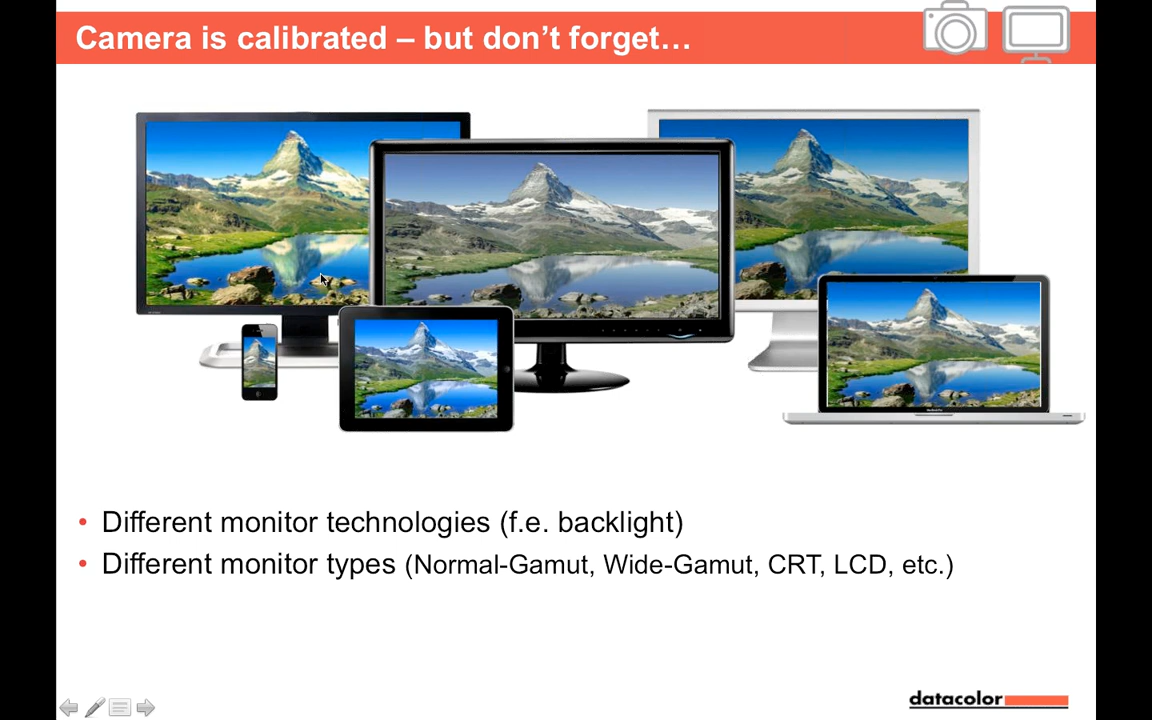 Camera is calibrated – but don't forget…
• Different monitor technologies (f.e. backlight)
• Different monitor types (Normal-Gamut, Wide-Gamut, CRT, LCD, etc.)
datacolor